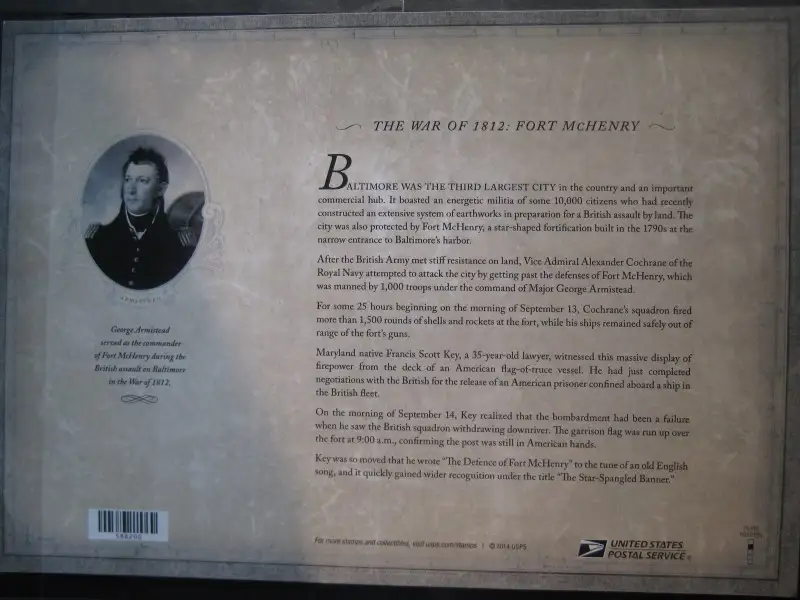 THE WAR OF 1812: FORT McHENRY
BALTIMORE WAS THE THIRD LARGEST CITY in the country and an important
commercial hub. It boasted an energetic militia of some 10,000 citizens who had recently
constructed an extensive system of earthworks in preparation for a British assault by land. The
city was also protected by Fort McHenry, a star-shaped fortification built in the 1790s at the
narrow entrance to Baltimore's harbor.
After the British Army met stiff resistance on land, Vice Admiral Alexander Cochrane of the
Royal Navy attempted to attack the city by getting past the defenses of Fort McHenry, which
was manned by 1,000 troops under the command of Major George Armistead.
For some 25 hours beginning on the morning of September 13, Cochrane's squadron fired
more than 1,500 rounds of shells and rockets at the fort, while his ships remained safely out of
range of the fort's guns.
Maryland native Francis Scott Key, a 35-year-old lawyer, witnessed this massive display of
firepower from the deck of an American flag-of-truce vessel. He had just completed
negotiations with the British for the release of an American prisoner confined aboard a ship in
the British fleet.
On the morning of September 14, Key realized that the bombardment had been a failure
when he saw the British squadron withdrawing downriver. The garrison flag was run up over
the fort at 9:00 a.m., confirming the post was still in American hands.
Key was so moved that he wrote "The Defence of Fort McHenry" to the tune of an old English
song, and it quickly gained wider recognition under the title "The Star-Spangled Banner."
ARMISTEAD
George Armistead
served as the commander
of Fort McHenry during the
British assault on Baltimore
in the War of 1812.
588200
For more stamps and collectibles, visit usps.com/stamps | © 2014 USPS
UNITED STATES
POSTAL SERVICE®